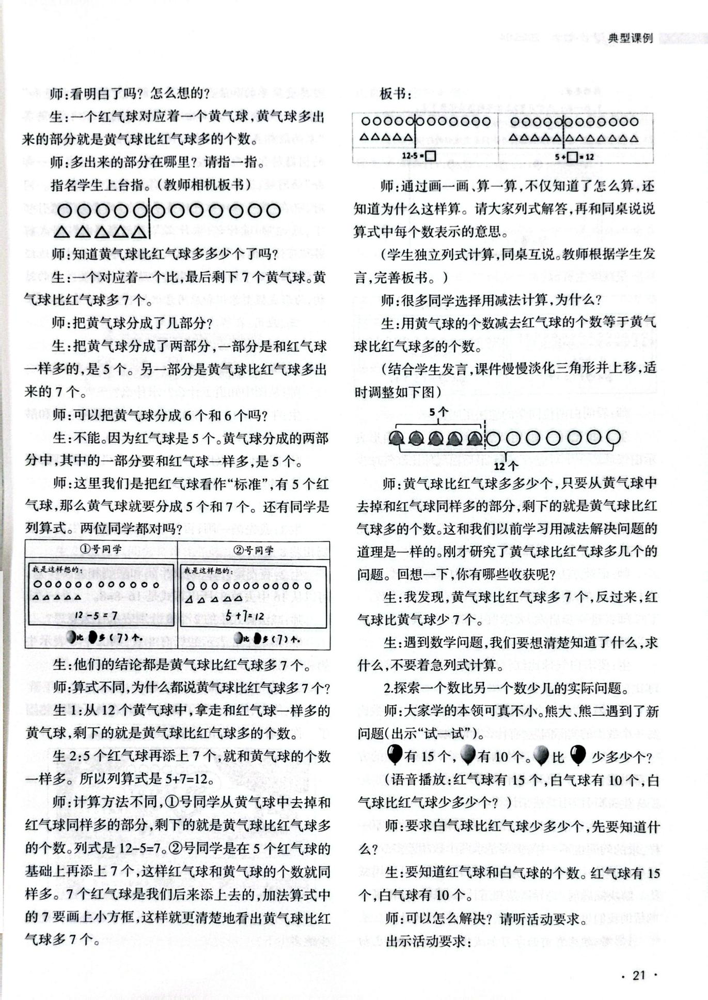 典型课例
师:看明白了吗? 怎么想的?
生:一个红气球对应着一个黄气球,黄气球多出
来的部分就是黄气球比红气球多的个数。
师:多出来的部分在哪里? 请指一指。
指名学生上台指。(教师相机板书)
师:知道黄气球比红气球多多少个了吗?
生:一个对应着一个比,最后剩下7个黄气球。黄
气球比红气球多7个。
师:把黄气球分成了几部分?
生:把黄气球分成了两部分,一部分是和红气球
一样多的,是5个。另一部分是黄气球比红气球多出
来的7个。
师:可以把黄气球分成6个和6个吗?
生:不能。因为红气球是5个。黄气球分成的两部
分中,其中的一部分要和红气球一样多,是5个。
师:这里我们是把红气球看作“标准”,有5个红
气球,那么黄气球就要分成5个和7个。还有同学是
列算式。两位同学都对吗?
①号同学
②号同学
我是这样想的:
12-5=7
比多(7)个.
我是这样想的:
5+7=12
比多(7)个.
生:他们的结论都是黄气球比红气球多7个。
师:算式不同,为什么都说黄气球比红气球多7个?
生1:从12个黄气球中,拿走和红气球一样多的
黄气球,剩下的就是黄气球比红气球多的个数。
生2:5个红气球再添上7个,就和黄气球的个数
一样多。所以列算式是5+7=12。
师:计算方法不同,①号同学从黄气球中去掉和
红气球同样多的部分,剩下的就是黄气球比红气球多
的个数。列式是12-5=7。②号同学是在5个红气球的
基础上再添上7个,这样红气球和黄气球的个数就同
样多。7个红气球是我们后来添上去的,加法算式中
的7要画上小方框,这样就更清楚地看出黄气球比红
气球多7个。
板书:
12-5=□
5+□=12
师:通过画一画、算一算,不仅知道了怎么算,还
知道为什么这样算。请大家列式解答,再和同桌说说
算式中每个数表示的意思。
(学生独立列式计算,同桌互说。教师根据学生发
言,完善板书。)
师:很多同学选择用减法计算,为什么?
生:用黄气球的个数减去红气球的个数等于黄气
球比红气球多的个数。
(结合学生发言,课件慢慢淡化三角形并上移,适
时调整如下图)
5个
12个
师:黄气球比红气球多多少个,只要从黄气球中
去掉和红气球同样多的部分,剩下的就是黄气球比红
气球多的个数。这和我们以前学习用减法解决问题的
道理是一样的。刚才研究了黄气球比红气球多几个的
问题。回想一下,你有哪些收获呢?
生:我发现,黄气球比红气球多7个,反过来,红
气球比黄气球少7个。
生:遇到数学问题,我们要想清楚知道了什么,求
什么,不要着急列式计算。
2.探索一个数比另一个数少几的实际问题。
师:大家学的本领可真不小。熊大、熊二遇到了新
问题(出示“试一试”)。
有15个,有10个。比 少多少个?
(语音播放:红气球有15个,白气球有10个,白
气球比红气球少多少个?)
师:要求白气球比红气球少多少个,先要知道什
么?
生:要知道红气球和白气球的个数。红气球有15
个,白气球有10个。
师:可以怎么解决? 请听活动要求。
出示活动要求:
·21·